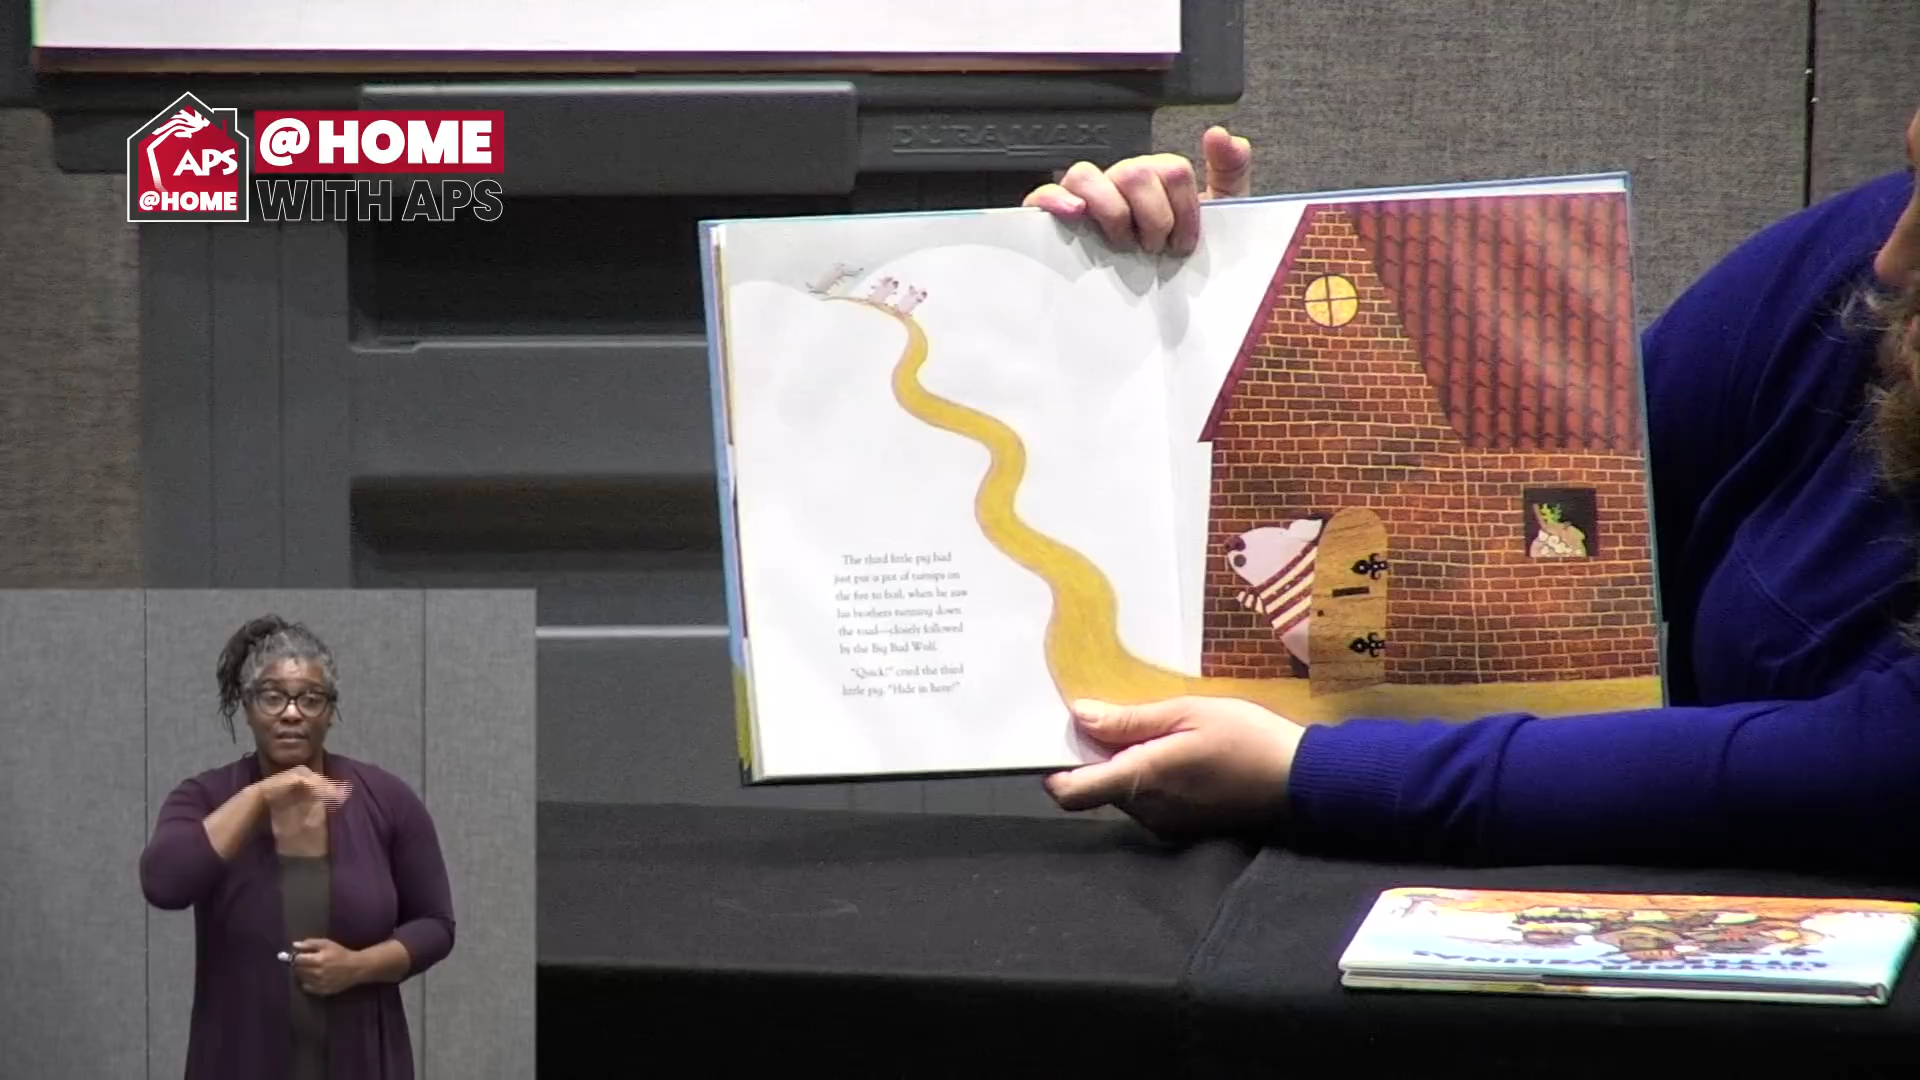 DURAMAX
APS
@HOME
@HOME
WITH APS
The third little pig had
just put a pot of turnips on
the fire to boil, when he saw
his brothers running down
the road—closely followed
by the Big Bad Wolf.
"Quick!" cried the third
little pig. "Hide in here!"
JAVELINAS